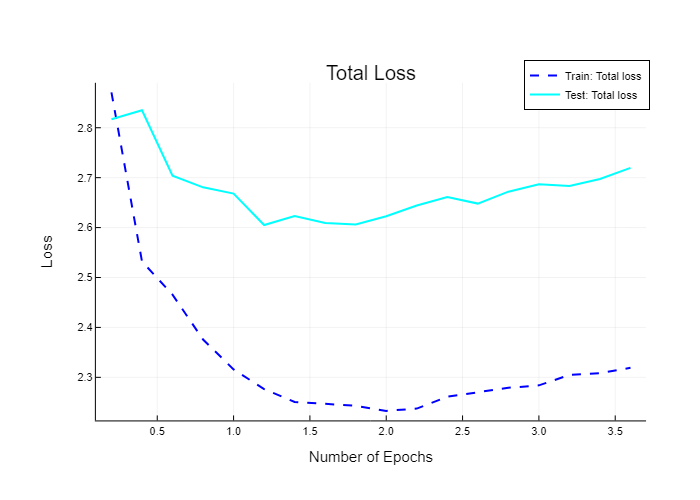 Total Loss
Train: Total loss
Test: Total loss
2.8
2.7
2.6
2.5
2.4
2.3
Loss
0.5 1.0 1.5 2.0 2.5 3.0 3.5
Number of Epochs